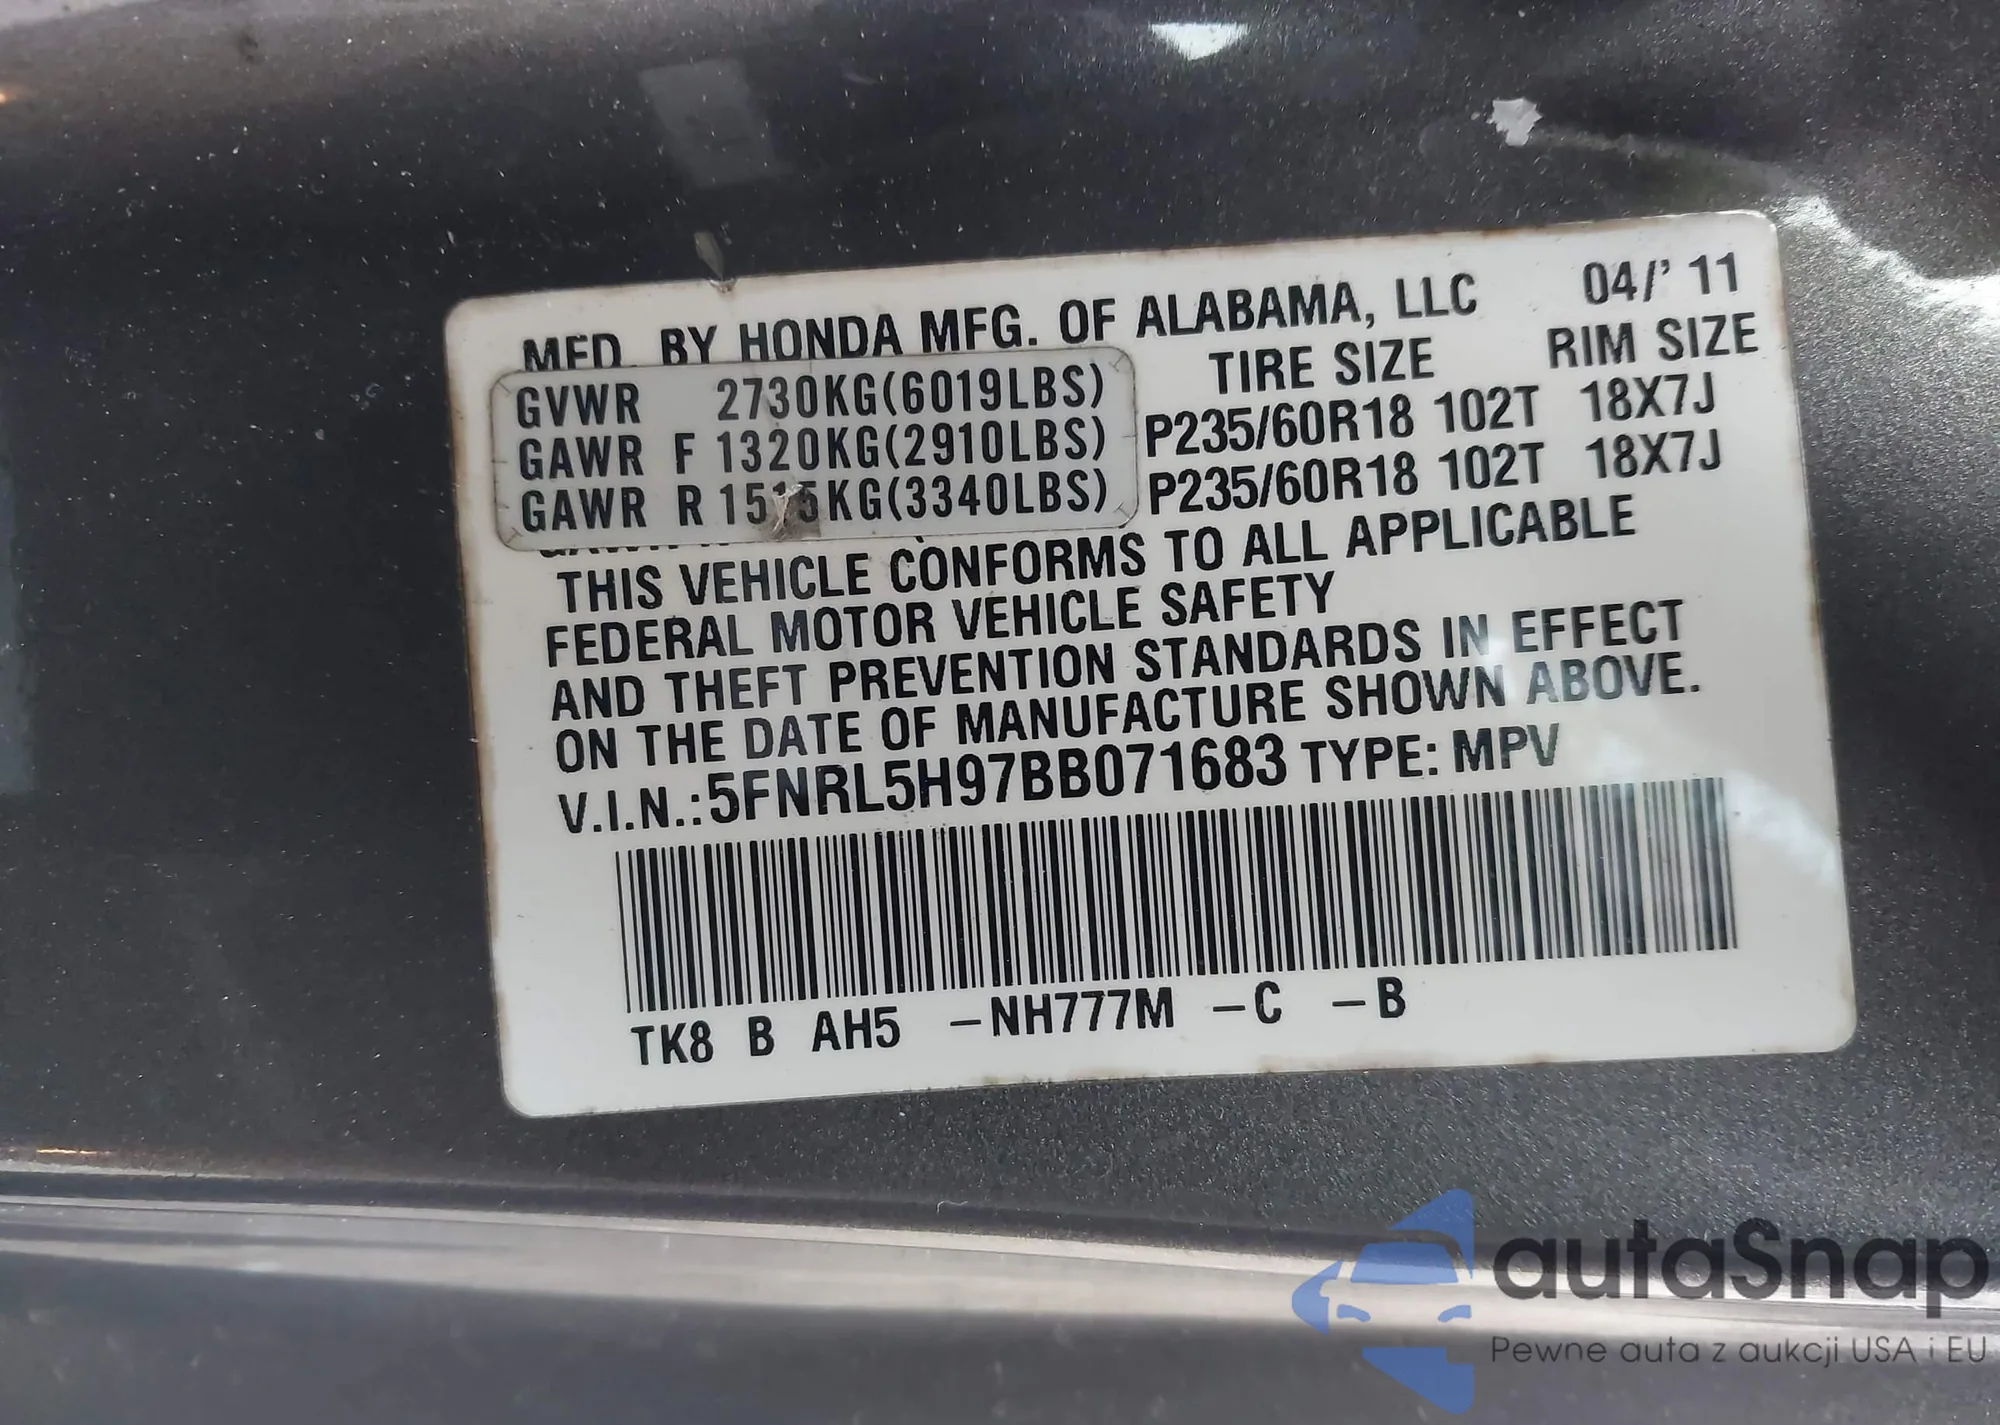 MFD. BY HONDA MFG. OF ALABAMA, LLC 04/' 11
TIRE SIZE RIM SIZE
GVWR 2730KG(6019LBS)
GAWR F 1320KG(2910LBS) P235/60R18 102T 18X7J
GAWR R 1515KG(3340LBS) P235/60R18 102T 18X7J
THIS VEHICLE CONFORMS TO ALL APPLICABLE
FEDERAL MOTOR VEHICLE SAFETY
AND THEFT PREVENTION STANDARDS IN EFFECT
ON THE DATE OF MANUFACTURE SHOWN ABOVE.
V.I.N.:5FNRL5H97BB071683 TYPE: MPV
TK8 B AH5 –NH777M –C –B
autaSnap
Pewne auta z aukcji USA i EU